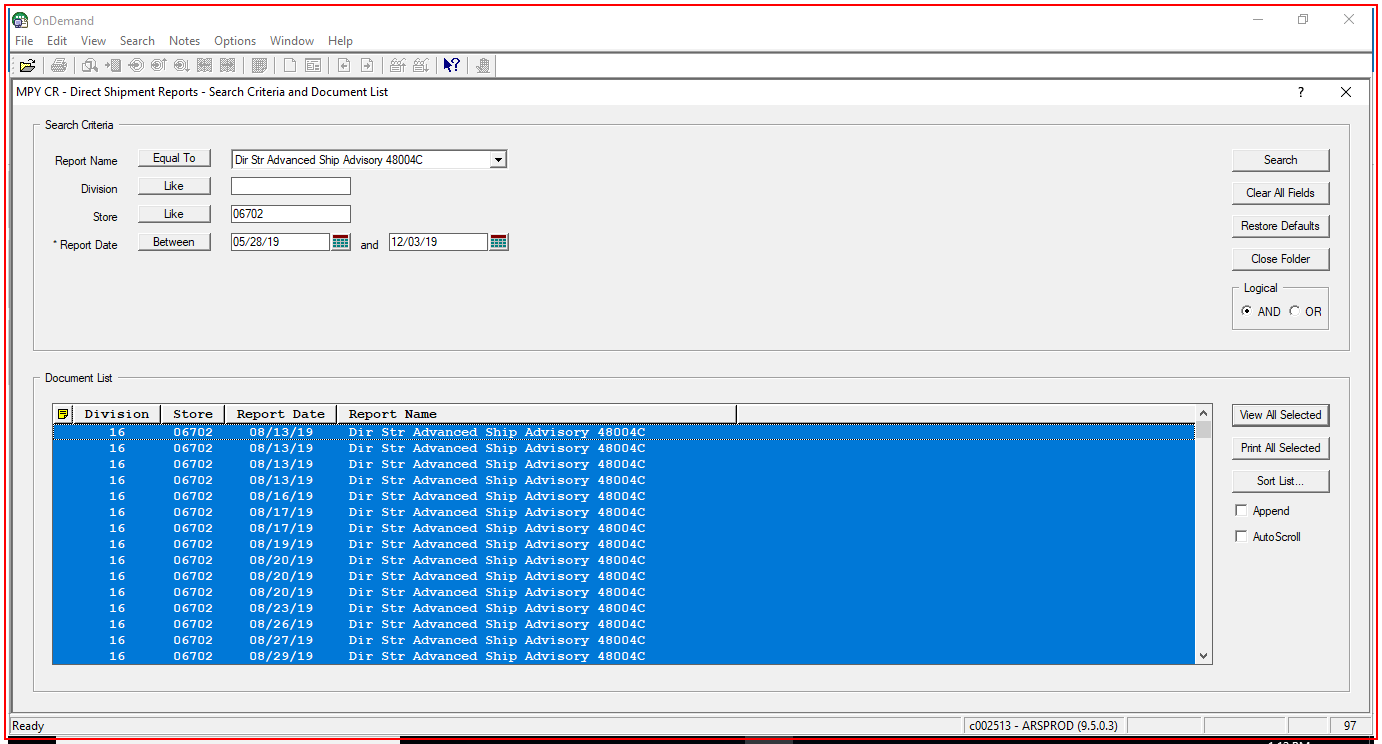 OnDemand
File Edit View Search Notes Options Window Help
MPY CR - Direct Shipment Reports - Search Criteria and Document List ?
Search Criteria
Report Name Equal To Dir Str Advanced Ship Advisory 48004C Search
Division Like Clear All Fields
Store Like 06702 Restore Defaults
* Report Date Between 05/28/19 and 12/03/19
Close Folder
Logical
AND OR
Document List
Division Store Report Date Report Name View All Selected
16 06702 08/13/19 Dir Str Advanced Ship Advisory 48004C
16 06702 08/13/19 Dir Str Advanced Ship Advisory 48004C Print All Selected
16 06702 08/13/19 Dir Str Advanced Ship Advisory 48004C
16 06702 08/13/19 Dir Str Advanced Ship Advisory 48004C Sort List...
16 06702 08/16/19 Dir Str Advanced Ship Advisory 48004C
16 06702 08/17/19 Dir Str Advanced Ship Advisory 48004C Append
16 06702 08/17/19 Dir Str Advanced Ship Advisory 48004C
16 06702 08/19/19 Dir Str Advanced Ship Advisory 48004C AutoScroll
16 06702 08/20/19 Dir Str Advanced Ship Advisory 48004C
16 06702 08/20/19 Dir Str Advanced Ship Advisory 48004C
16 06702 08/20/19 Dir Str Advanced Ship Advisory 48004C
16 06702 08/23/19 Dir Str Advanced Ship Advisory 48004C
16 06702 08/26/19 Dir Str Advanced Ship Advisory 48004C
16 06702 08/27/19 Dir Str Advanced Ship Advisory 48004C
16 06702 08/29/19 Dir Str Advanced Ship Advisory 48004C
Ready c002513 - ARSPROD (9.5.0.3) 97